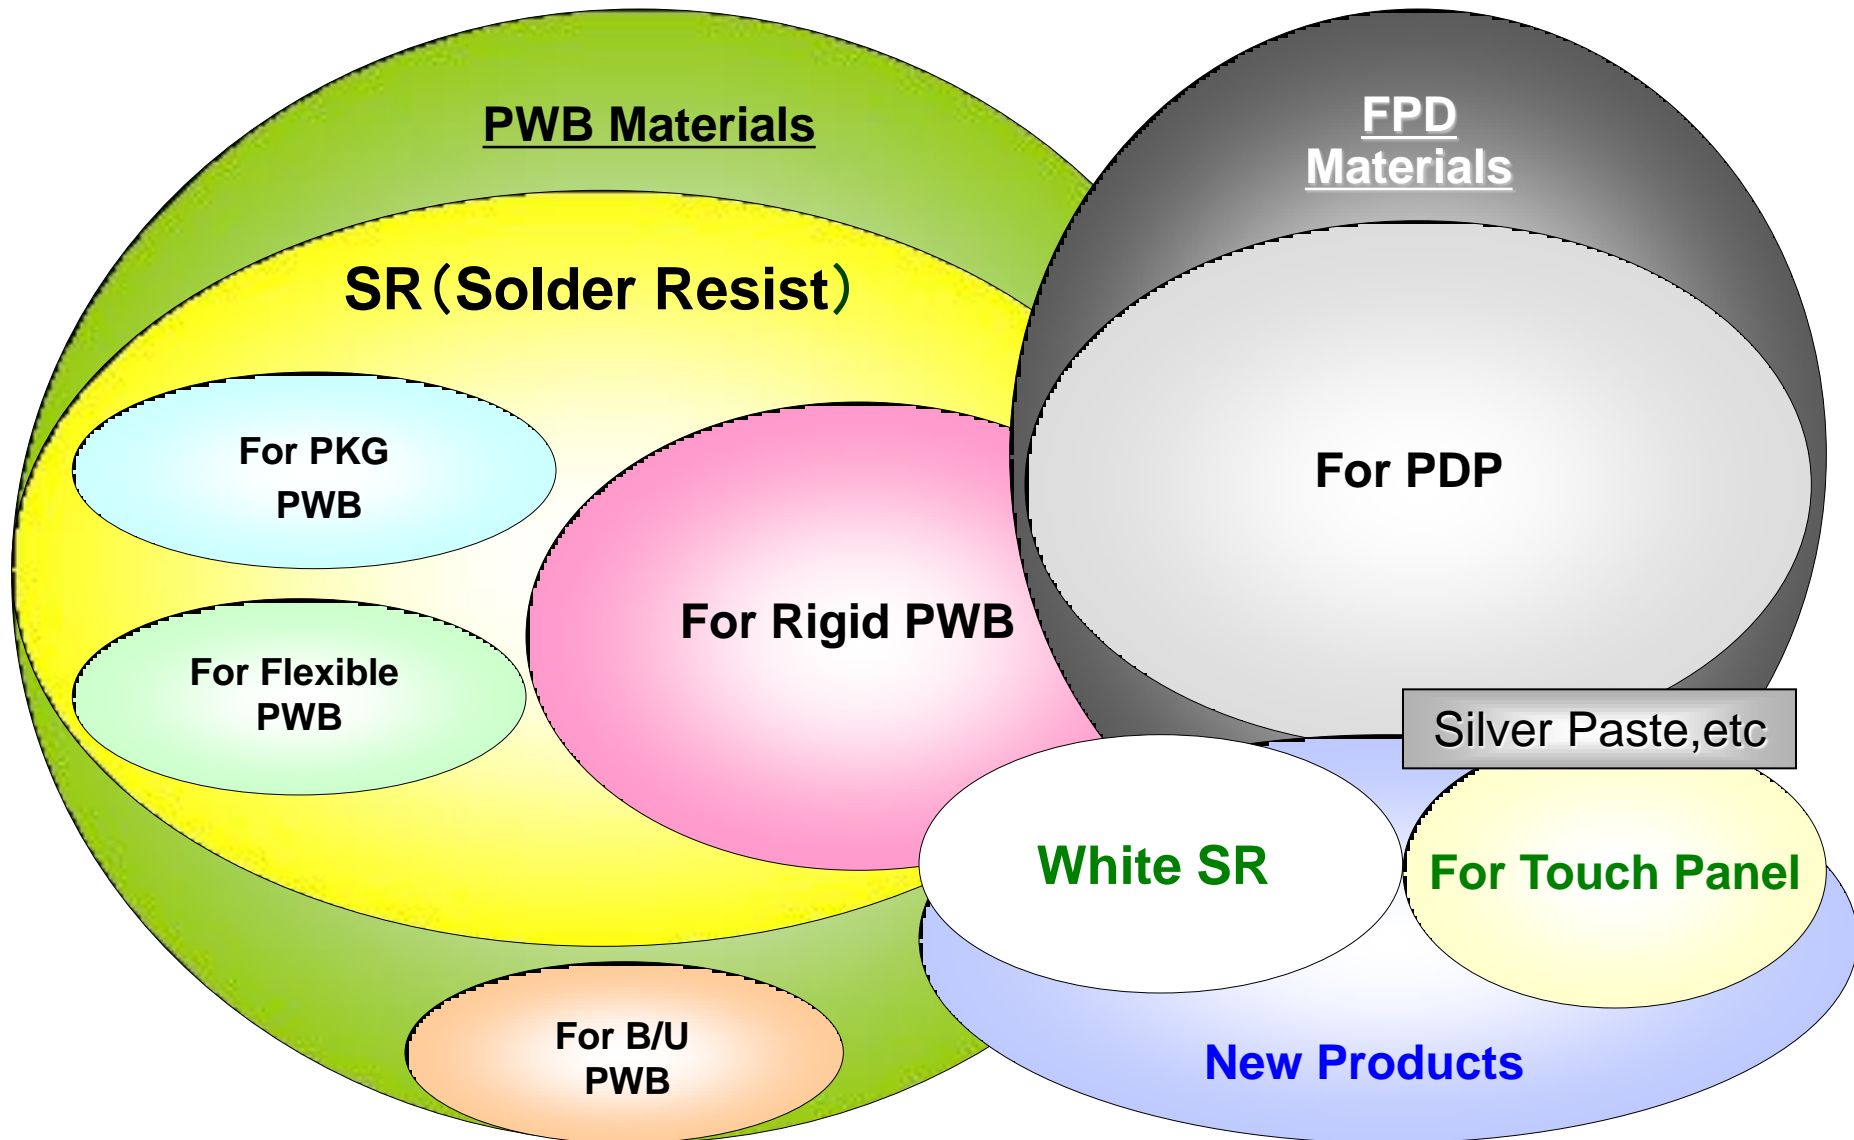 PWB Materials
FPD
Materials
SR（Solder Resist）
For PKG
PWB
For PDP
For Rigid PWB
For Flexible
PWB
Silver Paste,etc
White SR
For Touch Panel
For B/U
PWB
New Products